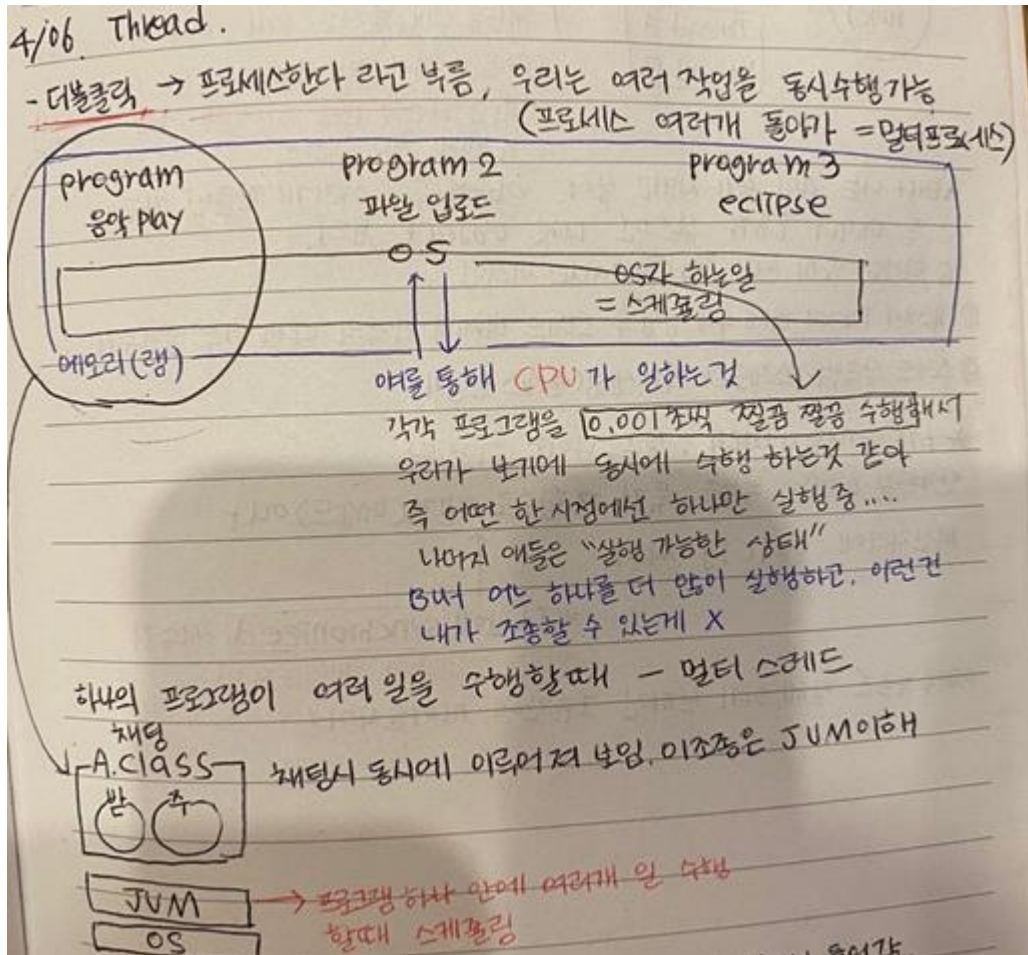 4/06. Thread.
- 더블클릭 → 프로세스한다 라고 부름, 우리는 여러 작업을 동시수행가능
(프로세스 여러개 돌아가 = 멀티프로세스)
program
음악 play
program 2
파일 업로드
program 3
eclipse
OS
OS가 하는일
= 스케쥴링
메모리(램)
얘를 통해 CPU가 일하는것
각각 프로그램을 0.001초씩 찔끔 찔끔 수행해서
우리가 보기에 동시에 수행 하는것 같아
즉 어떤 한 시점에선 하나만 실행중....
나머지 애들은 "실행 가능한 상태"
But 어느 하나를 더 많이 실행하고, 이런건
내가 조종할 수 있는게 X
하나의 프로그램이 여러 일을 수행할때 - 멀티 스레드
채팅
A.class
받 주
채팅시 동시에 이루어져 보임. 이조종은 JVM이해
JVM → 프로그램 하나 안에 여러개 일 수행
할때 스케쥴링
OS